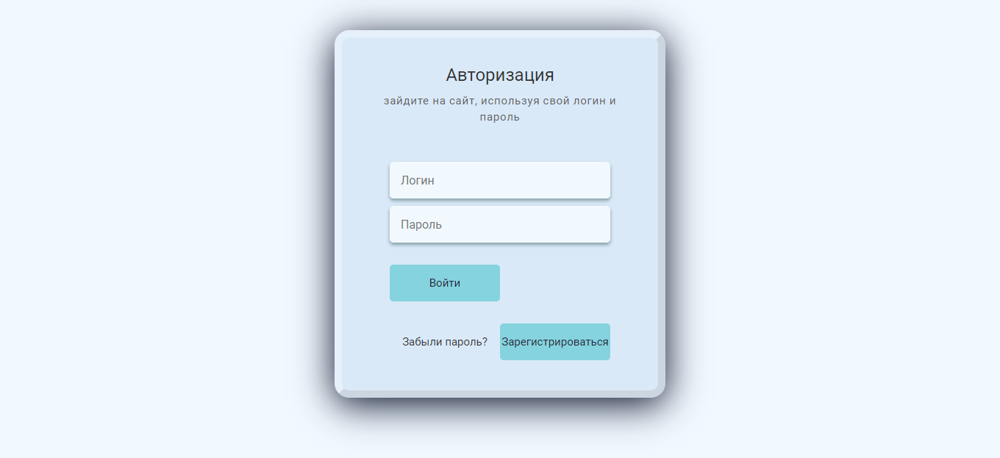 Авторизация
зайдите на сайт, используя свой логин и
пароль
Логин
Пароль
Войти
Забыли пароль? Зарегистрироваться